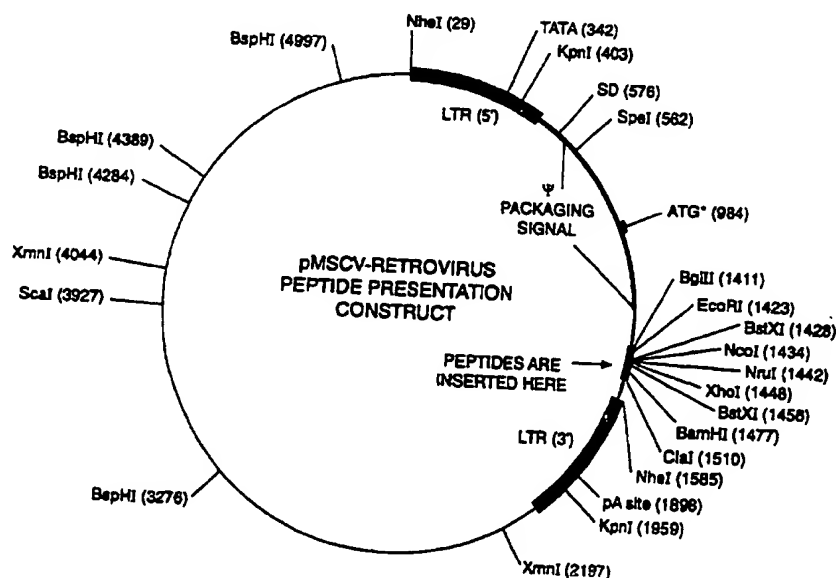 NheI (29)
TATA (342)
KpnI (403)
BspHI (4997)
LTR (5')
SD (576)
SpeI (562)
BspHI (4389)
BspHI (4284)
Ψ
PACKAGING
SIGNAL
ATG* (984)
XmnI (4044)
ScaI (3927)
pMSCV-RETROVIRUS
PEPTIDE PRESENTATION
CONSTRUCT
BglII (1411)
EcoRI (1423)
BstXI (1428)
NcoI (1434)
NruI (1442)
XhoI (1448)
BstXI (1458)
BamHI (1477)
ClaI (1510)
NheI (1585)
PEPTIDES ARE
INSERTED HERE
LTR (3')
pA site (1898)
KpnI (1959)
BspHI (3276)
XmnI (2197)